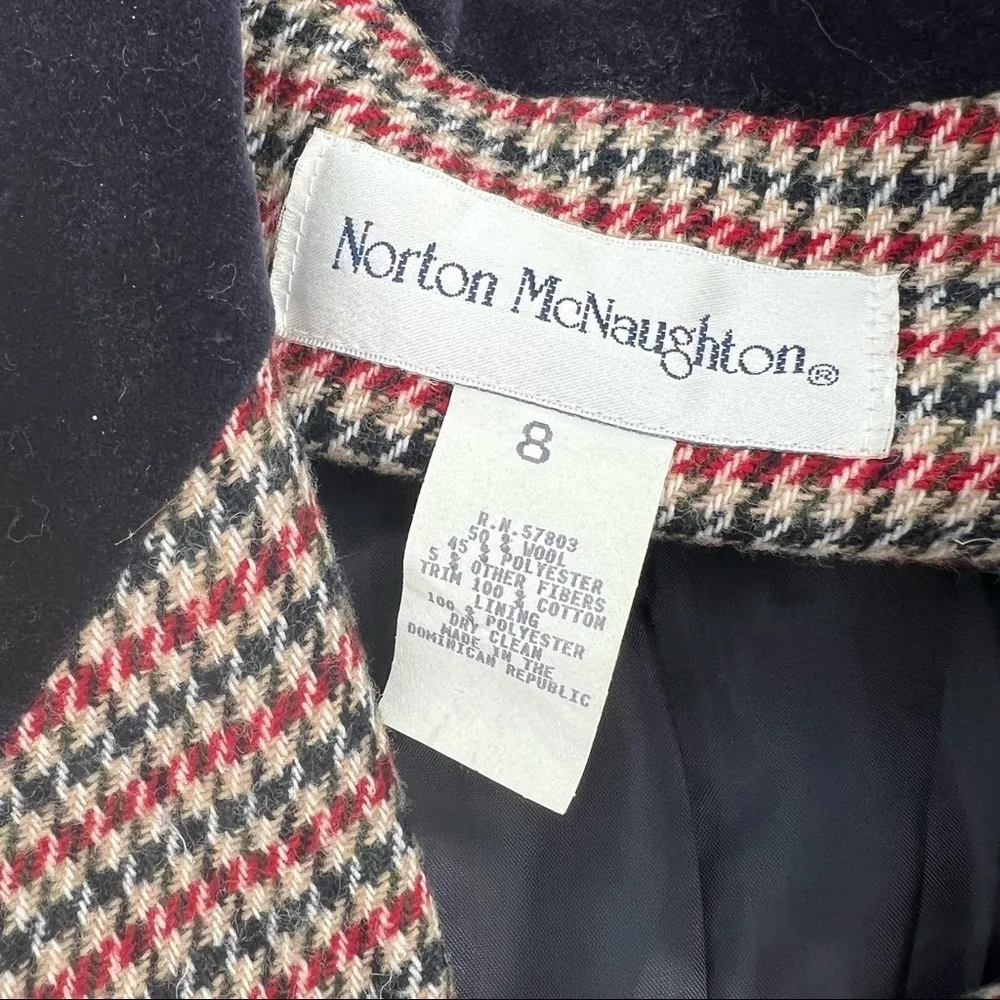 Norton McNaughton®
8
R.N.57803
50 % WOOL
45 % POLYESTER
5 % OTHER FIBERS
TRIM 100 % COTTON
LINING
100 % POLYESTER
DRY CLEAN
MADE IN THE
DOMINICAN REPUBLIC